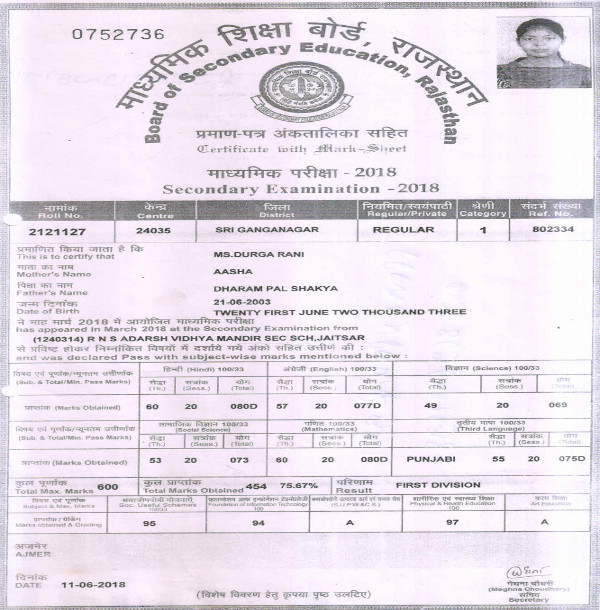 0752736
माध्यमिक शिक्षा बोर्ड, राजस्थान
Board of Secondary Education, Rajasthan
प्रमाण-पत्र अंकतालिका सहित
Certificate with Mark-Sheet
माध्यमिक परीक्षा - 2018
Secondary Examination - 2018
नामांक केन्द्र जिला नियमित/स्वयंपाठी श्रेणी संदर्भ संख्या
Roll No. Centre District Regular/Private Category Ref. No.
2121127 24035 SRI GANGANAGAR REGULAR 1 802334
प्रमाणित किया जाता है कि
This is to certify that MS.DURGA RANI
माता का नाम
Mother's Name AASHA
पिता का नाम
Father's Name DHARAM PAL SHAKYA
जन्म दिनांक 21-06-2003
Date of Birth TWENTY FIRST JUNE TWO THOUSAND THREE
ने माह मार्च 2018 में आयोजित माध्यमिक परीक्षा
has appeared in March 2018 at the Secondary Examination from
(1240314) R N S ADARSH VIDHYA MANDIR SEC SCH,JAITSAR
से प्रविष्ट होकर निम्नांकित विषयों में दर्शाये गये अंकों सहित उत्तीर्ण की :
and was declared Pass with subject-wise marks mentioned below :
विषय एवं पूर्णांक/न्यूनतम उत्तीर्णांक हिन्दी (Hindi) 100/33 अंग्रेजी (English) 100/33 विज्ञान (Science) 100/33
(Sub. & Total/Min. Pass Marks) सैद्धा सत्रांक योग सैद्धा सत्रांक योग सैद्धा सत्रांक योग
(Th.) (Sess.) (Total) (Th.) (Sess.) (Total) (Th.) (Sess.) (Total)
प्राप्तांक (Marks Obtained) 60 20 080D 57 20 077D 49 20 069
विषय एवं पूर्णांक/न्यूनतम उत्तीर्णांक सामाजिक विज्ञान 100/33 गणित 100/33 तृतीय भाषा 100/33
(Sub. & Total/Min. Pass Marks) (Social Science) (Mathematics) (Third Language)
सैद्धा सत्रांक योग सैद्धा सत्रांक योग सैद्धा सत्रांक योग
(Th.) (Sess.) (Total) (Th.) (Sess.) (Total) (Th.) (Sess.) (Total)
प्राप्तांक (Marks Obtained) 53 20 073 60 20 080D PUNJABI 55 20 075D
कुल पूर्णांक कुल प्राप्तांक परिणाम
Total Max. Marks 600 Total Marks Obtained 454 75.67% Result FIRST DIVISION
विषय एवं पूर्णांक समाजोपयोगी योजनाएँ शारीरिक एवं स्वास्थ्य शिक्षा कला शिक्षा
Subject & Max. Marks Soc. Useful Schemes Foundation of Information Technology (S.U.P.W.& C.S.) Physical & Health Education Art Education
100 100
प्राप्तांक / ग्रेडिंग
Marks obtained & Grading 95 94 A 97 A
अजमेर
AJMER
दिनांक
DATE 11-06-2018
(विशेष विवरण हेतु कृपया पृष्ठ उलटिए)
मेघना चौधरी
(Meghna Choudhary)
सचिव
Secretary